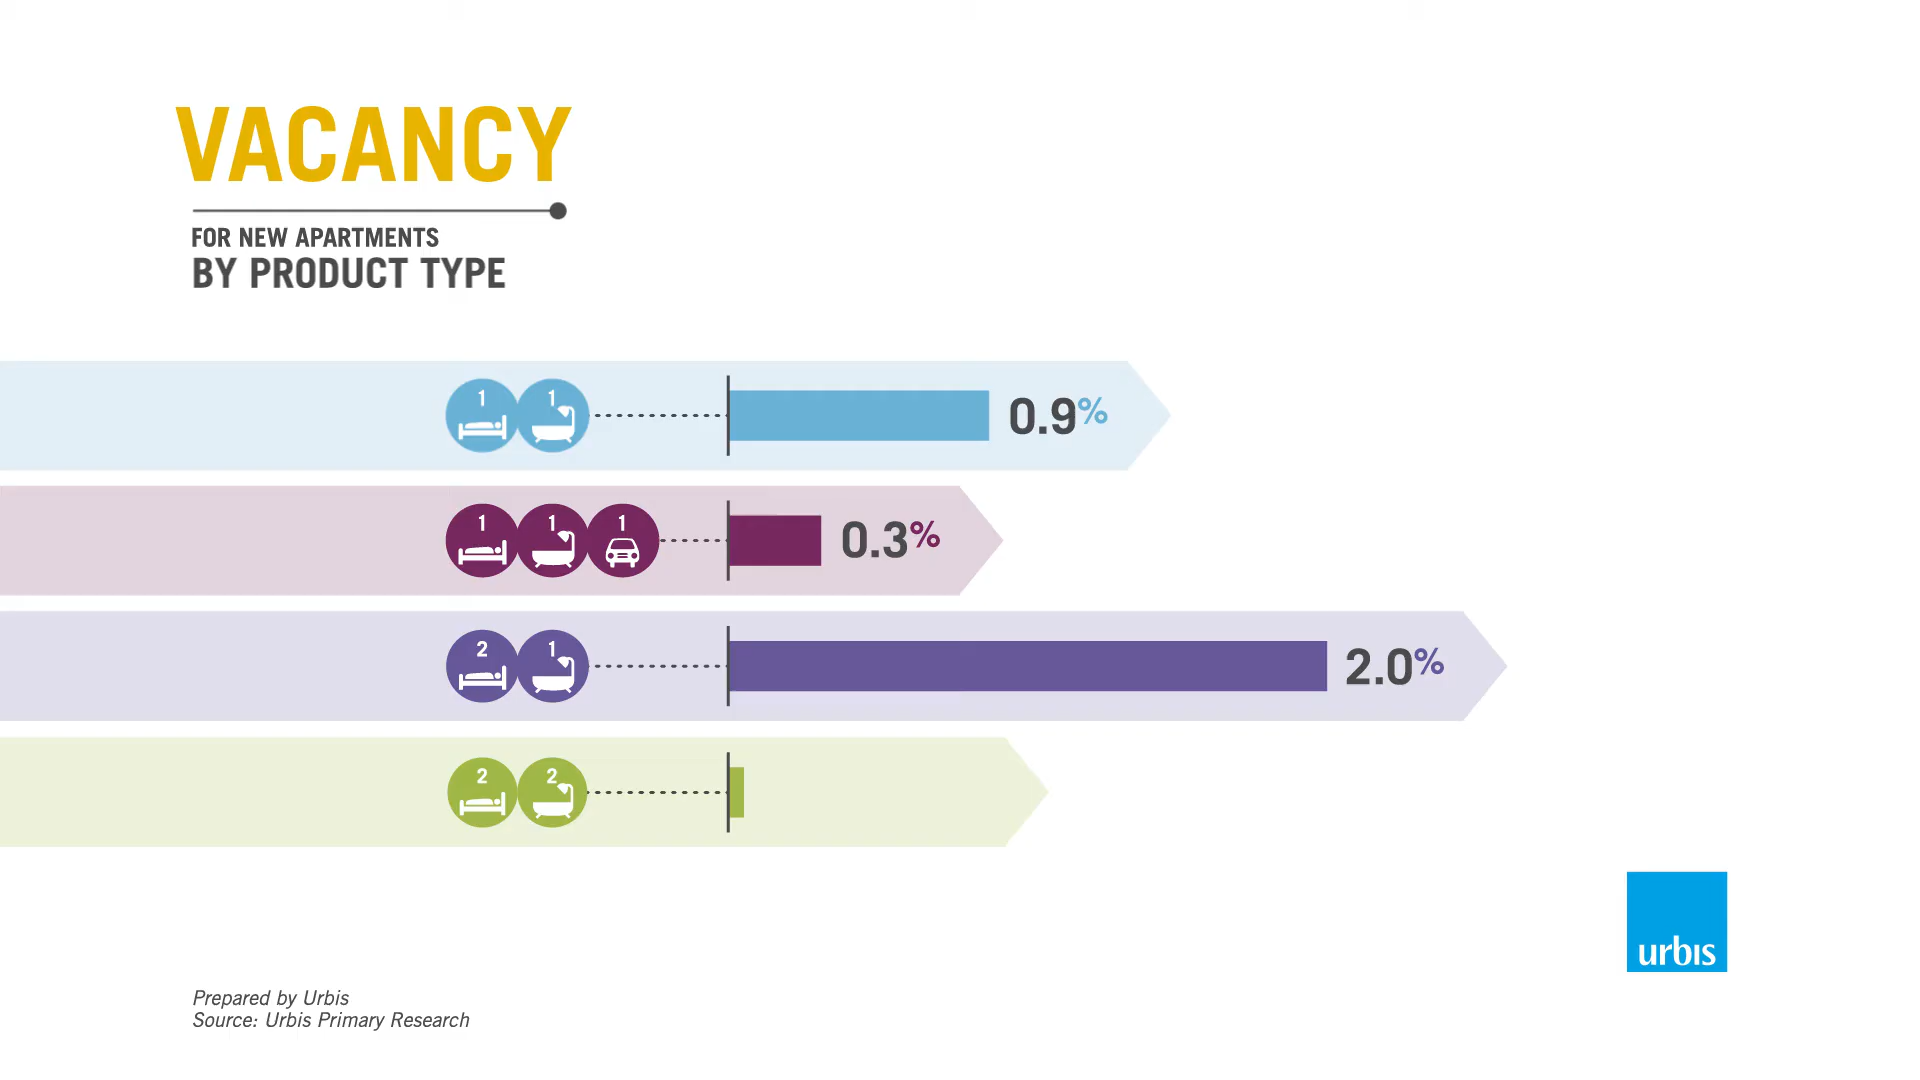 VACANCY
FOR NEW APARTMENTS
BY PRODUCT TYPE
1 1 0.9%
1 1 1 0.3%
2 1 2.0%
2 2
urbis
Prepared by Urbis
Source: Urbis Primary Research